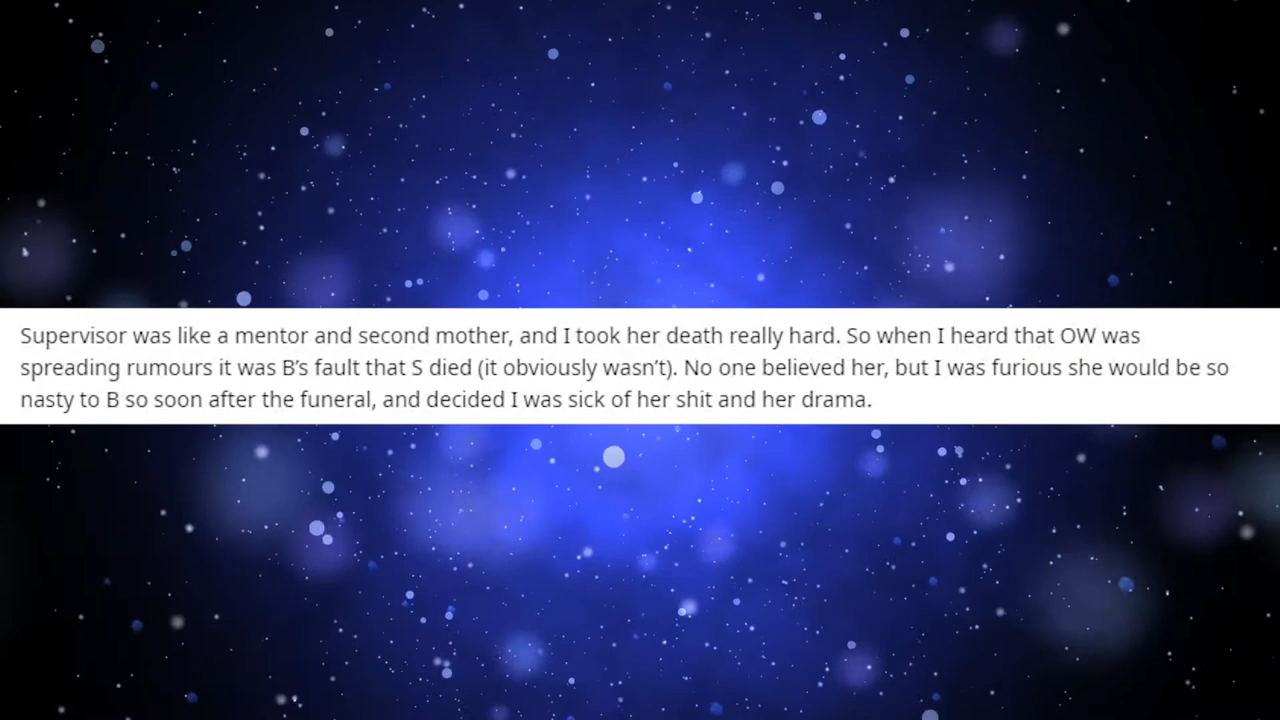 Supervisor was like a mentor and second mother, and I took her death really hard. So when I heard that OW was
spreading rumours it was B’s fault that S died (it obviously wasn’t). No one believed her, but I was furious she would be so
nasty to B so soon after the funeral, and decided I was sick of her shit and her drama.